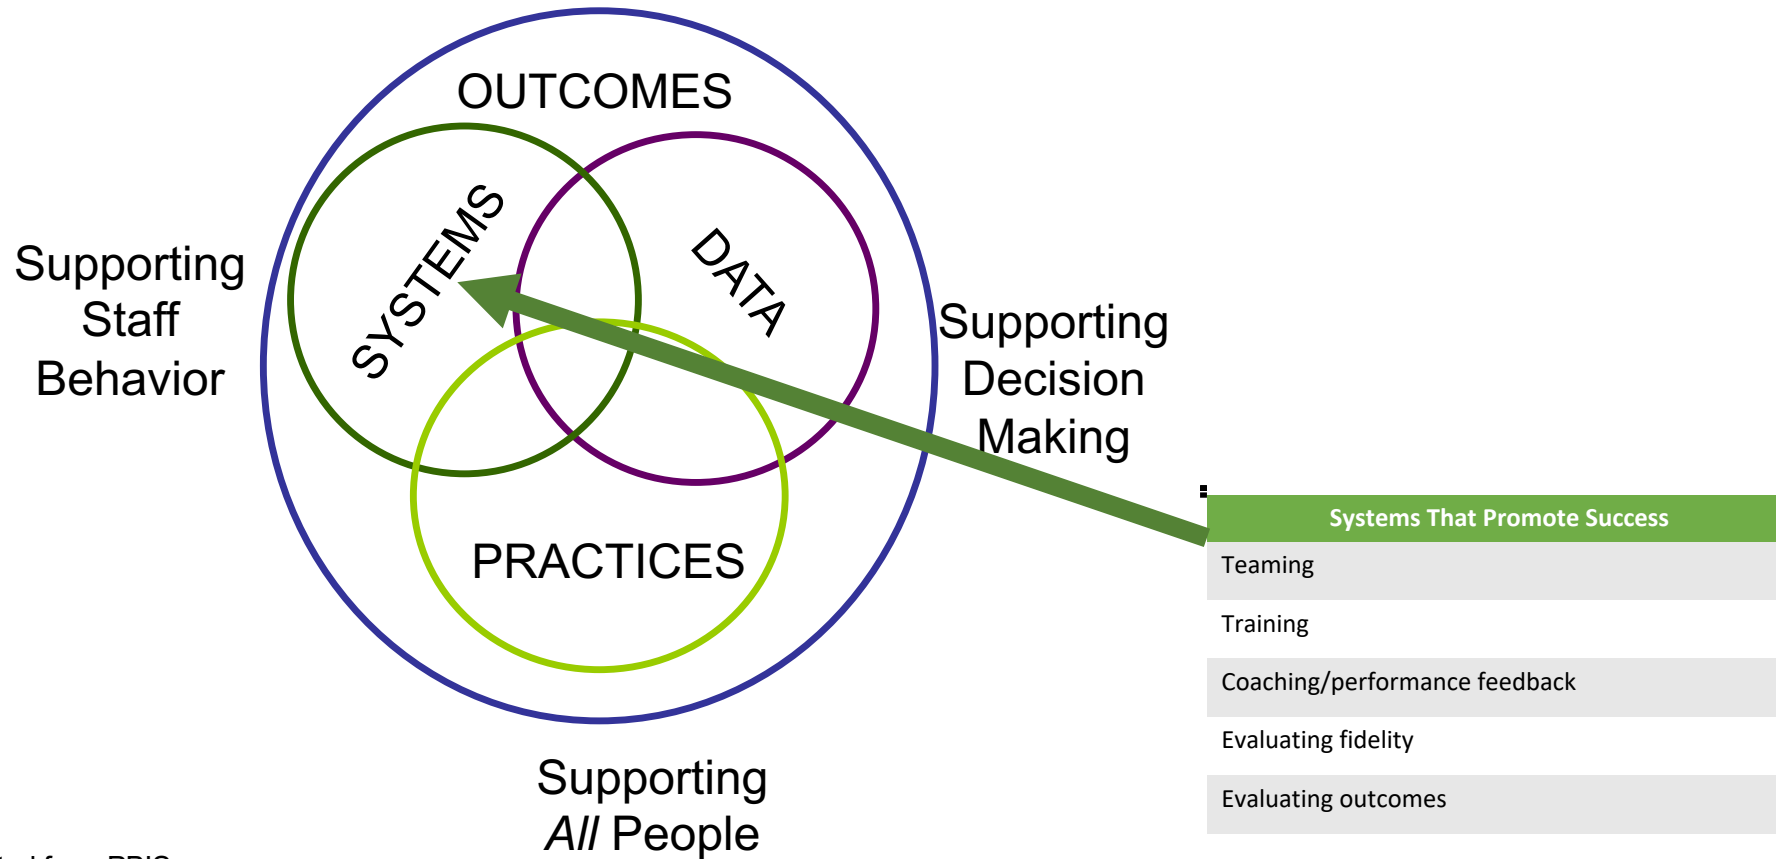 OUTCOMES
SYSTEMS
DATA
PRACTICES
Supporting
Staff
Behavior
Supporting
Decision
Making
Supporting
All People
Systems That Promote Success
Teaming
Training
Coaching/performance feedback
Evaluating fidelity
Evaluating outcomes